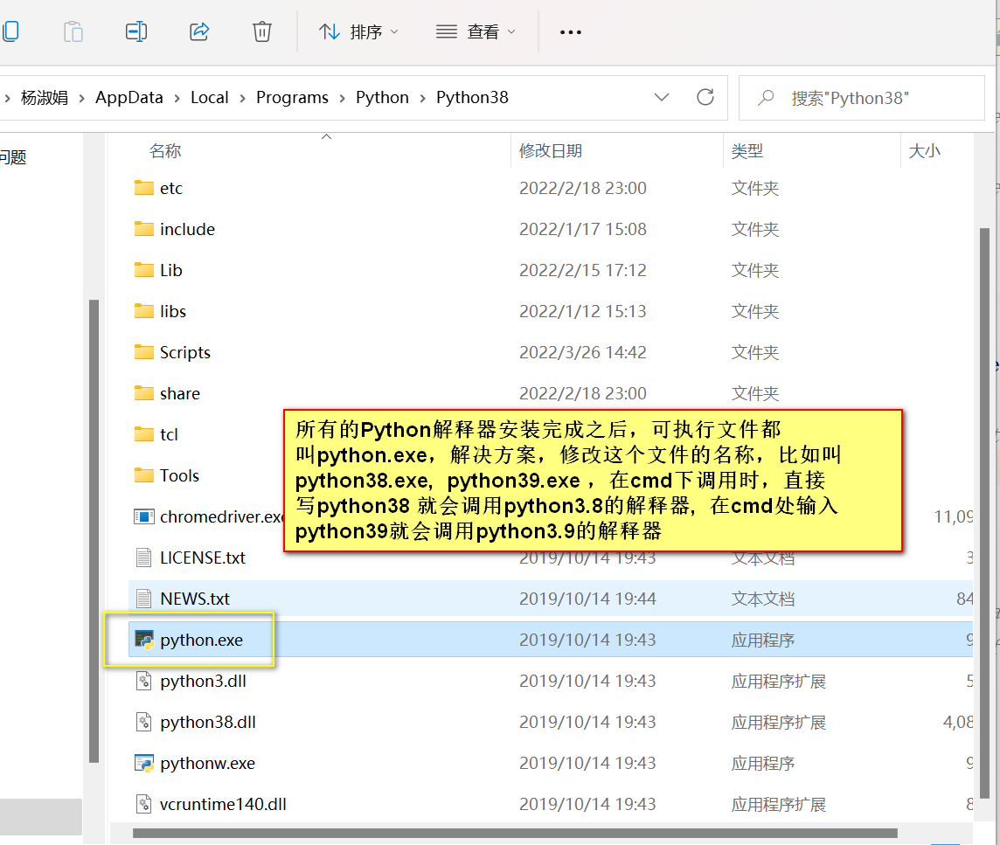 排序 查看
杨淑娟 AppData Local Programs Python Python38 搜索"Python38"
问题
名称 修改日期 类型 大小
etc 2022/2/18 23:00 文件夹
include 2022/1/17 15:08 文件夹
Lib 2022/2/15 17:12 文件夹
libs 2022/1/12 15:13 文件夹
Scripts 2022/3/26 14:42 文件夹
share 2022/2/18 23:00 文件夹
tcl
Tools
所有的Python解释器安装完成之后，可执行文件都
叫python.exe，解决方案，修改这个文件的名称，比如叫
python38.exe, python39.exe ，在cmd下调用时，直接
写python38 就会调用python3.8的解释器, 在cmd处输入
python39就会调用python3.9的解释器
chromedriver.exe 11,09
LICENSE.txt 2019/10/14 19:43 文本文档 3
NEWS.txt 2019/10/14 19:44 文本文档 84
python.exe 2019/10/14 19:43 应用程序 9
python3.dll 2019/10/14 19:43 应用程序扩展 5
python38.dll 2019/10/14 19:43 应用程序扩展 4,08
pythonw.exe 2019/10/14 19:43 应用程序 9
vcruntime140.dll 2019/10/14 19:43 应用程序扩展 8